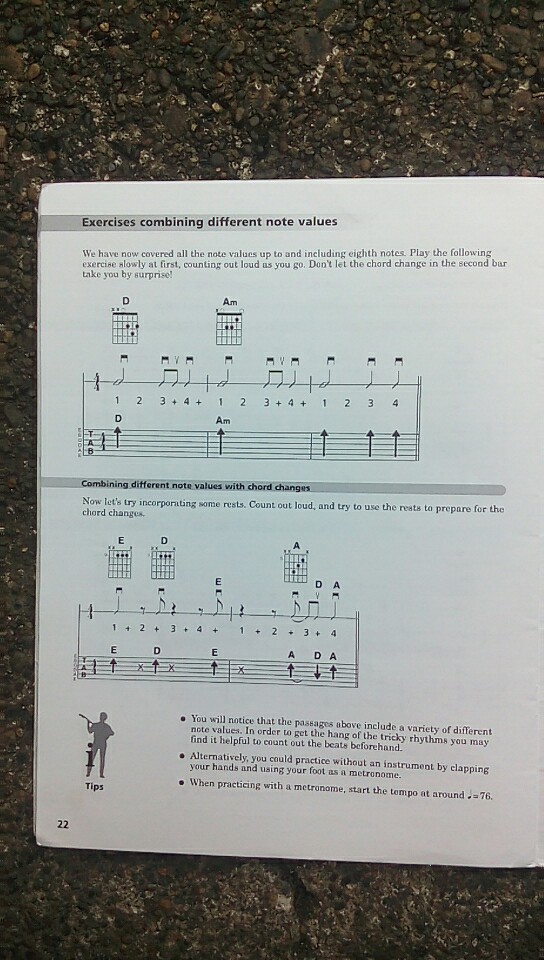 Exercises combining different note values
We have now covered all the note values up to and including eighth notes. Play the following
exercise slowly at first, counting out loud as you go. Don't let the chord change in the second bar
take you by surprise!
D Am
1 2 3 + 4 + 1 2 3 + 4 + 1 2 3 4
D Am
T
A
B
Combining different note values with chord changes
Now let's try incorporating some rests. Count out loud, and try to use the rests to prepare for the
chord changes.
E D A
E D A
1 + 2 + 3 + 4 + 1 + 2 + 3 + 4
E D E A D A
T
A
B
• You will notice that the passages above include a variety of different
note values. In order to get the hang of the tricky rhythms you may
find it helpful to count out the beats beforehand.
• Alternatively, you could practice without an instrument by clapping
your hands and using your foot as a metronome.
• When practicing with a metronome, start the tempo at around ♩=76.
i
Tips
22